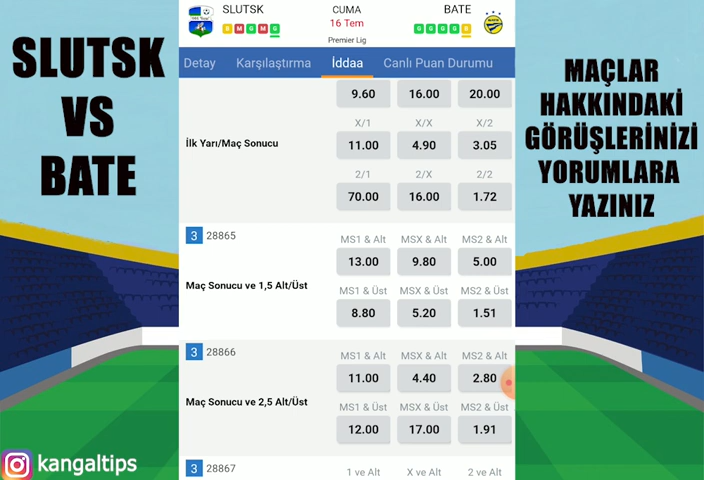 SLUTSK
VS
BATE
SLUTSK
B M G M G
CUMA
16 Tem
Premier Lig
BATE
G G G G B
Detay Karşılaştırma İddaa Canlı Puan Durumu
9.60 16.00 20.00
İlk Yarı/Maç Sonucu
X/1 X/X X/2
11.00 4.90 3.05
2/1 2/X 2/2
70.00 16.00 1.72
3 28865
Maç Sonucu ve 1,5 Alt/Üst
MS1 & Alt MSX & Alt MS2 & Alt
13.00 9.80 5.00
MS1 & Üst MSX & Üst MS2 & Üst
8.80 5.20 1.51
3 28866
Maç Sonucu ve 2,5 Alt/Üst
MS1 & Alt MSX & Alt MS2 & Alt
11.00 4.40 2.80
MS1 & Üst MSX & Üst MS2 & Üst
12.00 17.00 1.91
3 28867
1 ve Alt X ve Alt 2 ve Alt
MAÇLAR
HAKKINDAKİ
GÖRÜŞLERİNİZİ
YORUMLARA
YAZINIZ
kangaltips